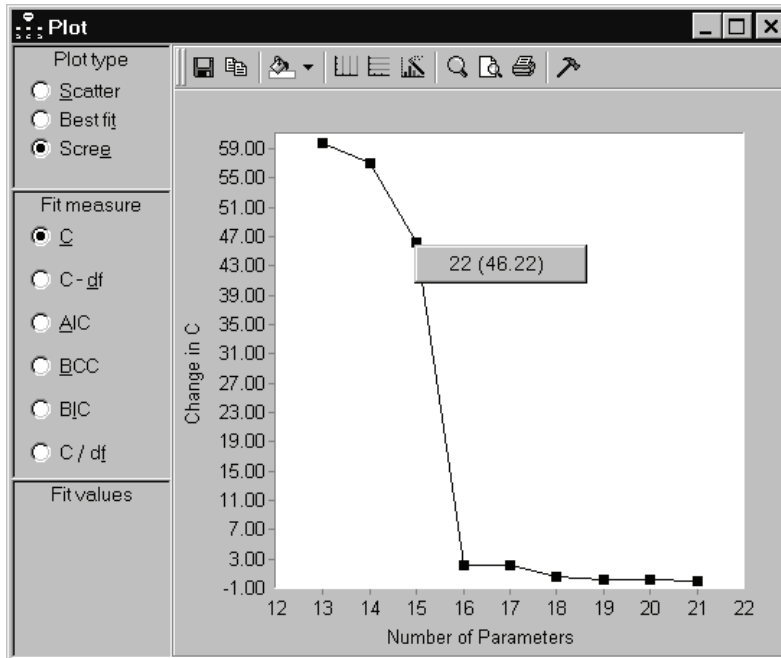 Plot
Plot type
Scatter
Best fit
Scree
Fit measure
C
C - df
AIC
BCC
BIC
C / df
Fit values
Change in C
59.00
55.00
51.00
47.00
43.00
39.00
35.00
31.00
27.00
23.00
19.00
15.00
11.00
7.00
3.00
-1.00
22 (46.22)
12 13 14 15 16 17 18 19 20 21 22
Number of Parameters